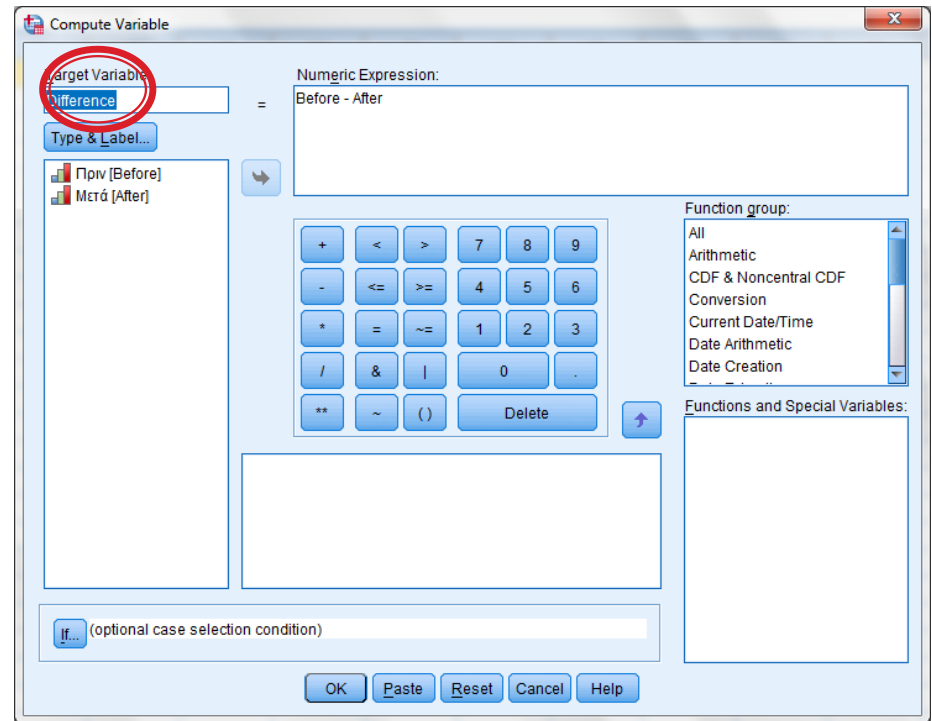 Compute Variable
Target Variable:
Difference
=
Numeric Expression:
Before - After
Type & Label...
Πριν [Before]
Μετά [After]
Function group:
All
Arithmetic
CDF & Noncentral CDF
Conversion
Current Date/Time
Date Arithmetic
Date Creation
+ < > 7 8 9
- <= >= 4 5 6
* = ~= 1 2 3
/ & | 0 .
** ~ ( ) Delete
Functions and Special Variables:
If... (optional case selection condition)
OK Paste Reset Cancel Help